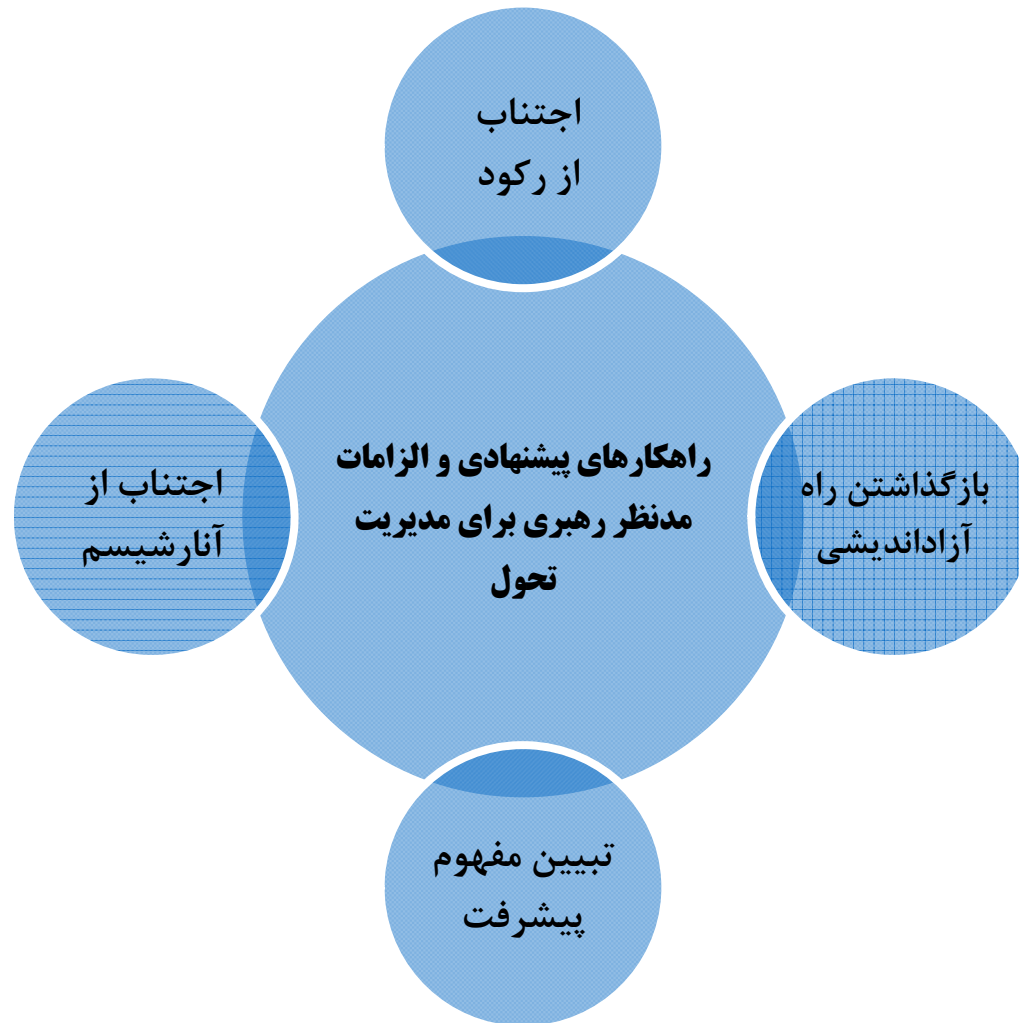 اجتناب
از رکود
راهکارهای پیشنهادی و الزامات
مدنظر رهبری برای مدیریت
تحول
بازگذاشتن راه
آزاداندیشی
اجتناب از
آنارشیسم
تبیین مفهوم
پیشرفت